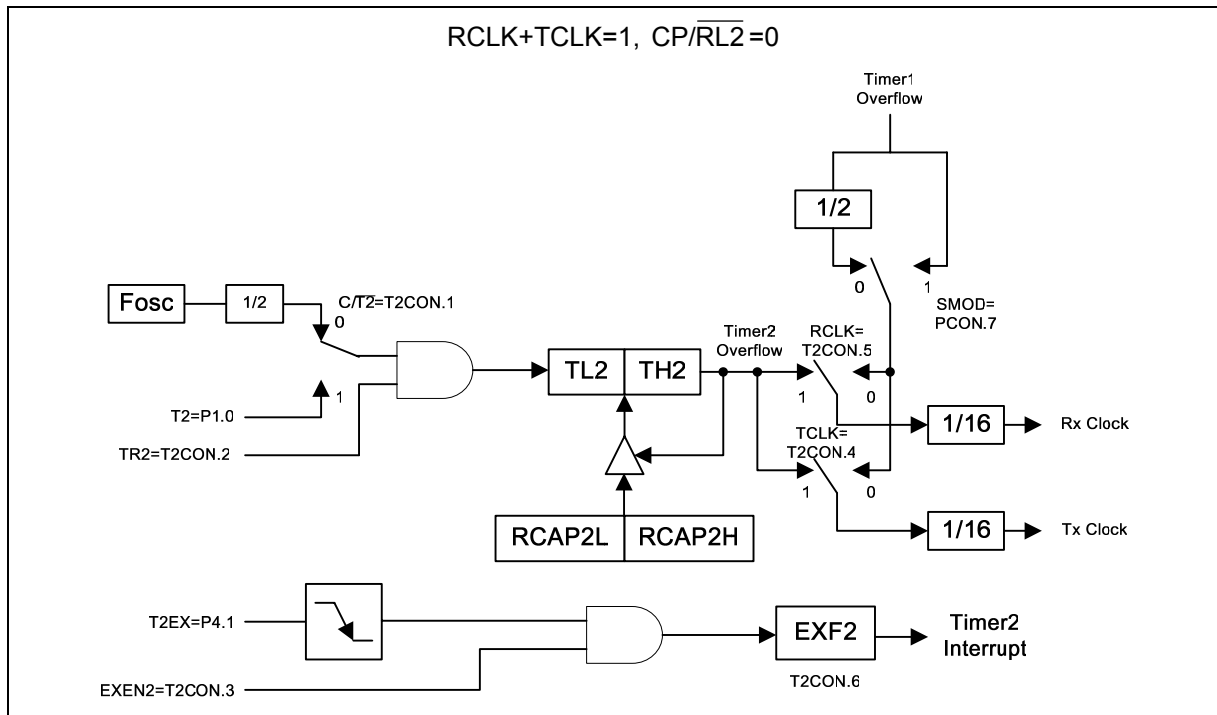 RCLK+TCLK=1, CP/RL2=0
Timer1
Overflow
1/2
0
1
SMOD=
PCON.7
Fosc
1/2
C/T2=T2CON.1
0
1
T2=P1.0
TR2=T2CON.2
TL2
TH2
Timer2
Overflow
RCLK=
T2CON.5
1
0
1/16
Rx Clock
TCLK=
T2CON.4
1
0
1/16
Tx Clock
RCAP2L
RCAP2H
T2EX=P4.1
EXEN2=T2CON.3
EXF2
T2CON.6
Timer2
Interrupt